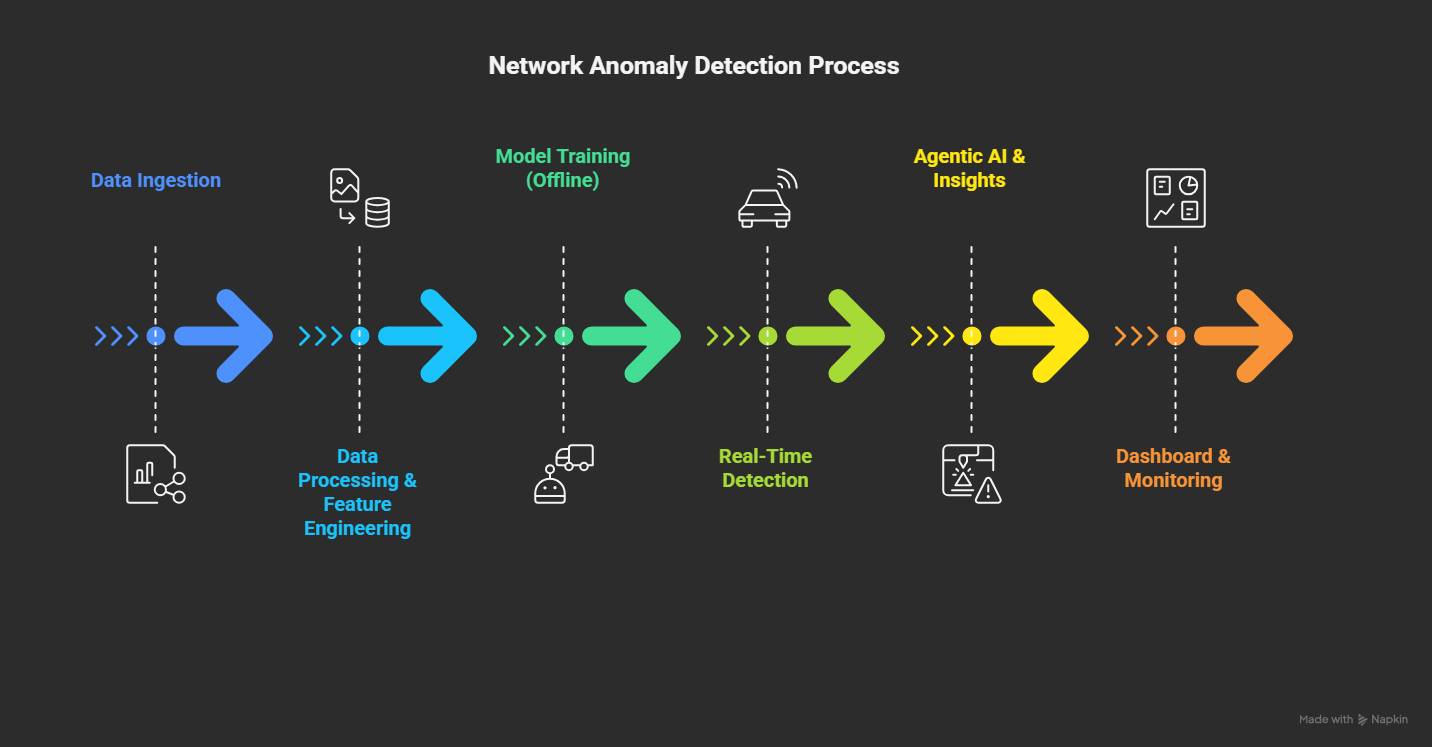 Network Anomaly Detection Process
Data Ingestion
Data
Processing &
Feature
Engineering
Model Training
(Offline)
Real-Time
Detection
Agentic AI &
Insights
Dashboard &
Monitoring
Made with Napkin